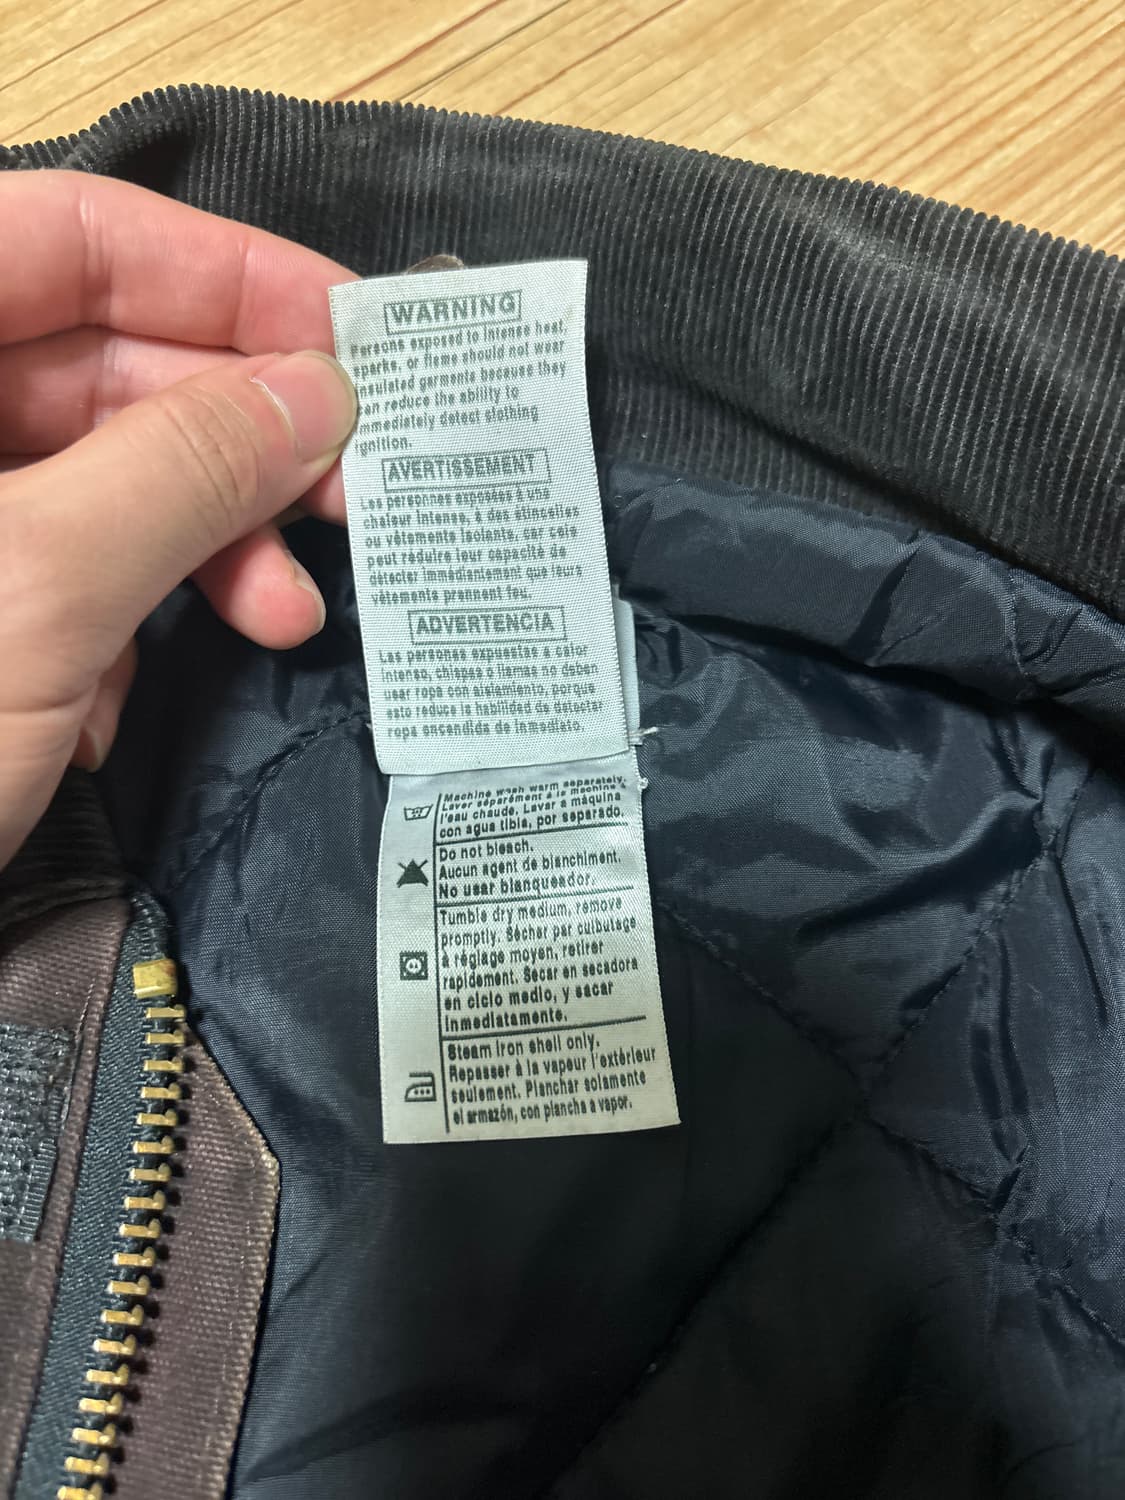 WARNING
Persons exposed to intense heat,
sparks, or flame should not wear
insulated garments because they
can reduce the ability to
immediately detect clothing
ignition.
AVERTISSEMENT
Les personnes exposées à une
chaleur intense, à des étincelles
ou vêtements isolants, car cela
peut réduire leur capacité de
détecter immédiantement que leurs
vêtements prennent feu.
ADVERTENCIA
Las personas expuestas a calor
intenso, chispas o llamas no deben
usar ropa con aislamiento, porque
esto reduce la habilidad de detectar
ropa encendida de inmediato.
Machine wash warm separately.
Laver séparément à la machine à
l'eau chaude. Lavar a máquina
con agua tibia, por separado.
Do not bleach.
Aucun agent de blanchiment.
No usar blanqueador.
Tumble dry medium, remove
promptly. Sécher par culbutage
à réglage moyen, retirer
rapidement. Secar en secadora
en ciclo medio, y sacar
inmediatamente.
Steam iron shell only.
Repasser à la vapeur l'extérieur
seulement. Planchar solamente
el armazón, con plancha a vapor.